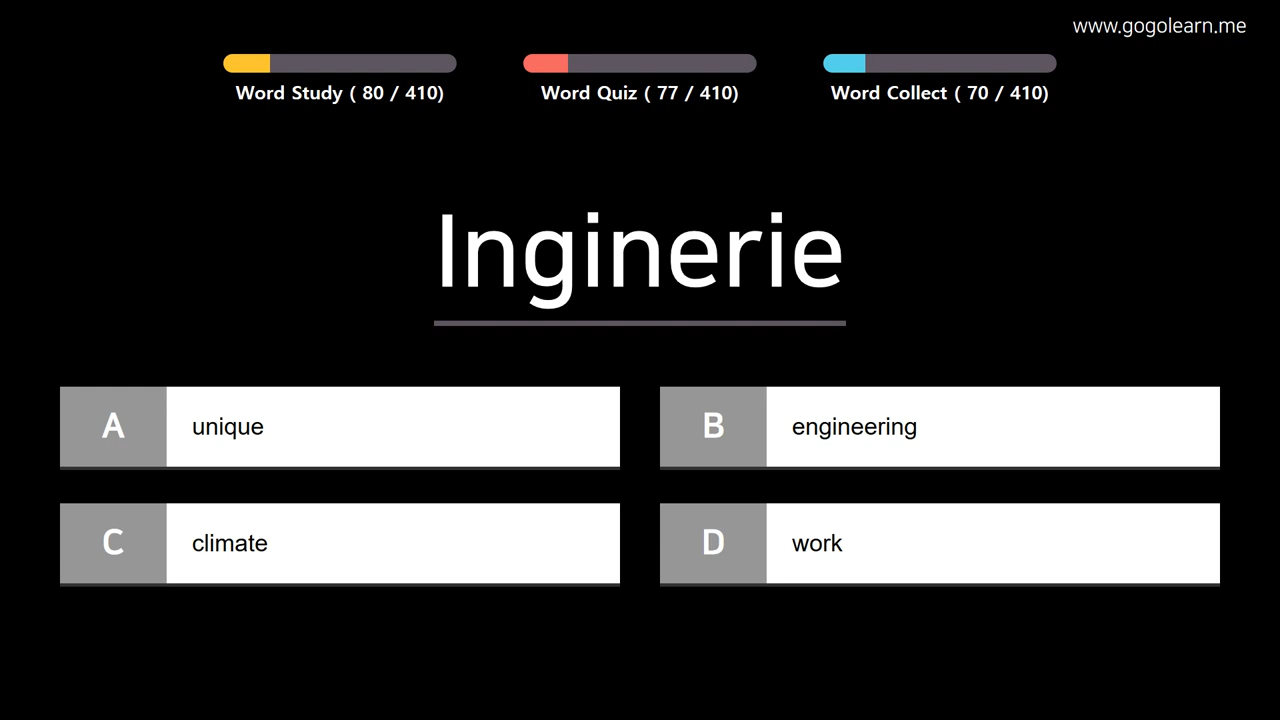 www.gogolearn.me
Word Study ( 80 / 410)
Word Quiz ( 77 / 410)
Word Collect ( 70 / 410)
Inginerie
A unique
B engineering
C climate
D work